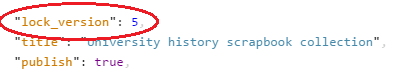 "lock_version": 5,
"title": "University history scrapbook collection",
"publish": true,